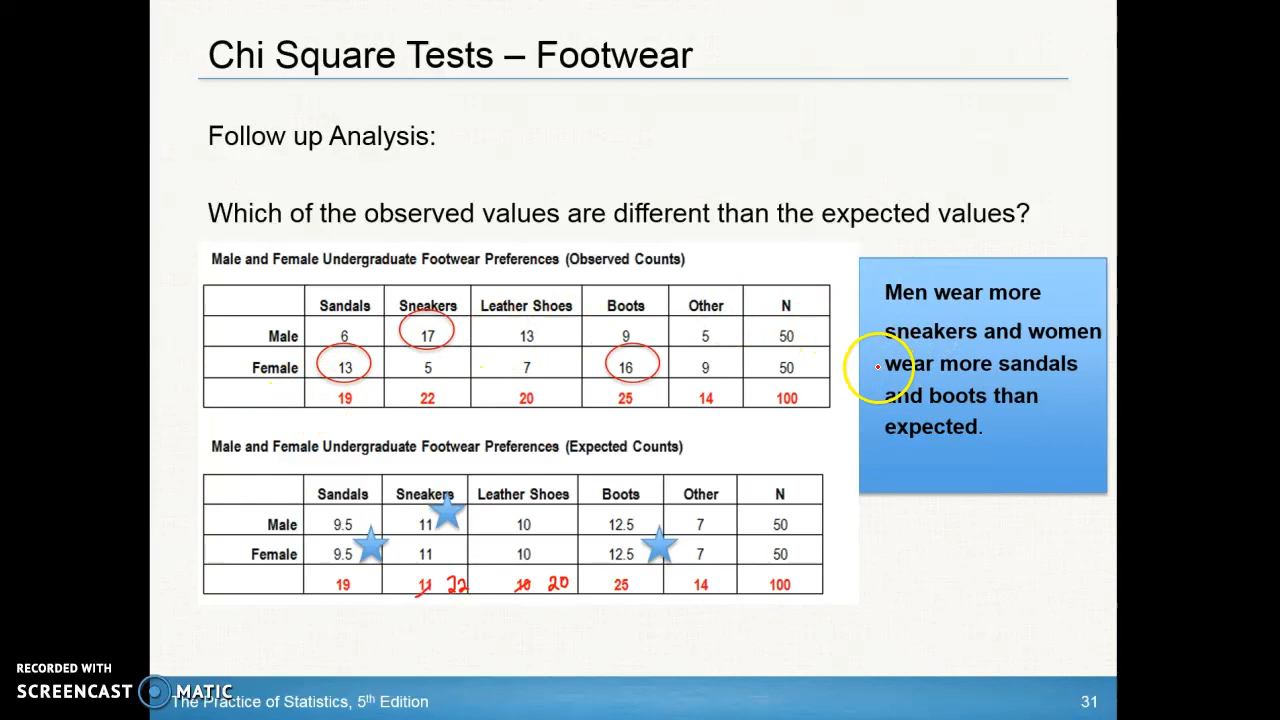 Chi Square Tests – Footwear
Follow up Analysis:
Which of the observed values are different than the expected values?
Male and Female Undergraduate Footwear Preferences (Observed Counts)
Sandals Sneakers Leather Shoes Boots Other N
Male 6 17 13 9 5 50
Female 13 5 7 16 9 50
19 22 20 25 14 100
Men wear more
sneakers and women
wear more sandals
and boots than
expected.
Male and Female Undergraduate Footwear Preferences (Expected Counts)
Sandals Sneakers Leather Shoes Boots Other N
Male 9.5 11 10 12.5 7 50
Female 9.5 11 10 12.5 7 50
19 11 22 10 20 25 14 100
RECORDED WITH
SCREENCAST MATIC
The Practice of Statistics, 5th Edition 31